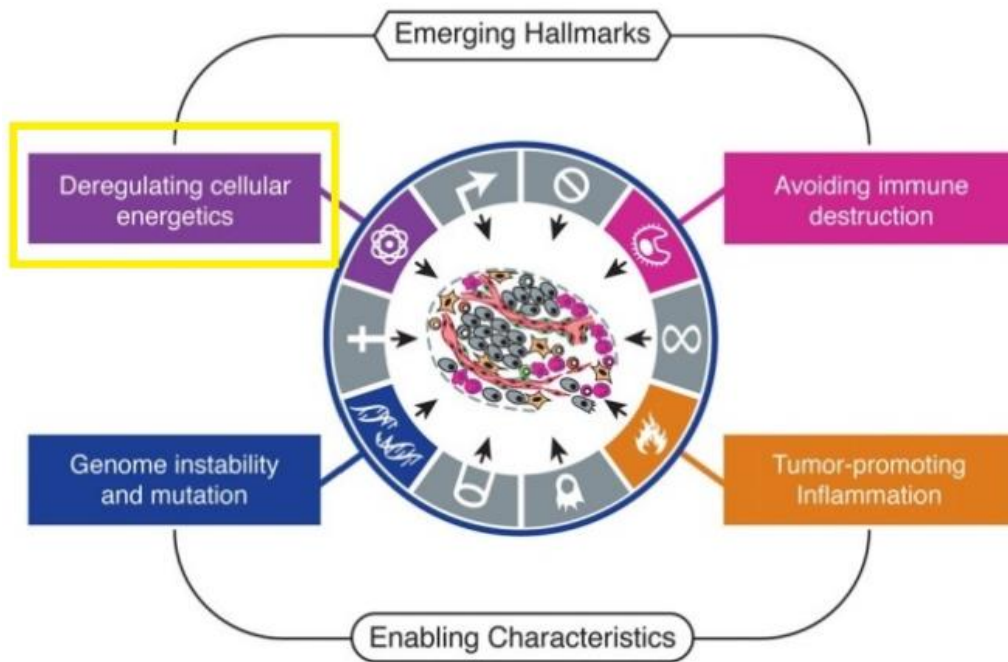 Emerging Hallmarks
Deregulating cellular
energetics
Avoiding immune
destruction
Genome instability
and mutation
Tumor-promoting
Inflammation
Enabling Characteristics